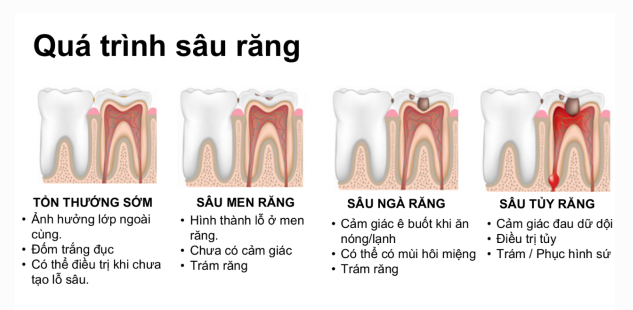 Quá trình sâu răng
TỔN THƯƠNG SỚM
• Ảnh hưởng lớp ngoài
cùng.
• Đốm trắng đục
• Có thể điều trị khi chưa
tạo lỗ sâu.
SÂU MEN RĂNG
• Hình thành lỗ ở men
răng.
• Chưa có cảm giác
• Trám răng
SÂU NGÀ RĂNG
• Cảm giác ê buốt khi ăn
nóng/lạnh
• Có thể có mùi hôi miệng
• Trám răng
SÂU TỦY RĂNG
• Cảm giác đau dữ dội
• Điều trị tủy
• Trám / Phục hình sứ